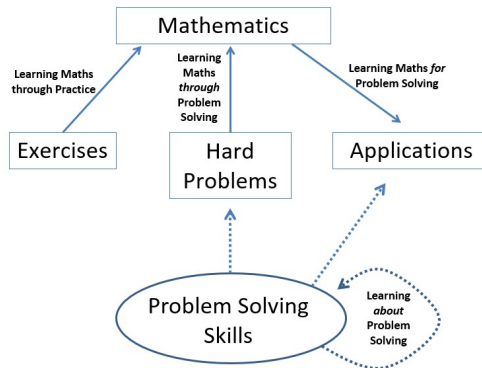 Mathematics
Learning Maths
through Practice
Learning
Maths
through
Problem
Solving
Learning Maths for
Problem Solving
Exercises
Hard
Problems
Applications
Problem Solving
Skills
Learning
about
Problem
Solving